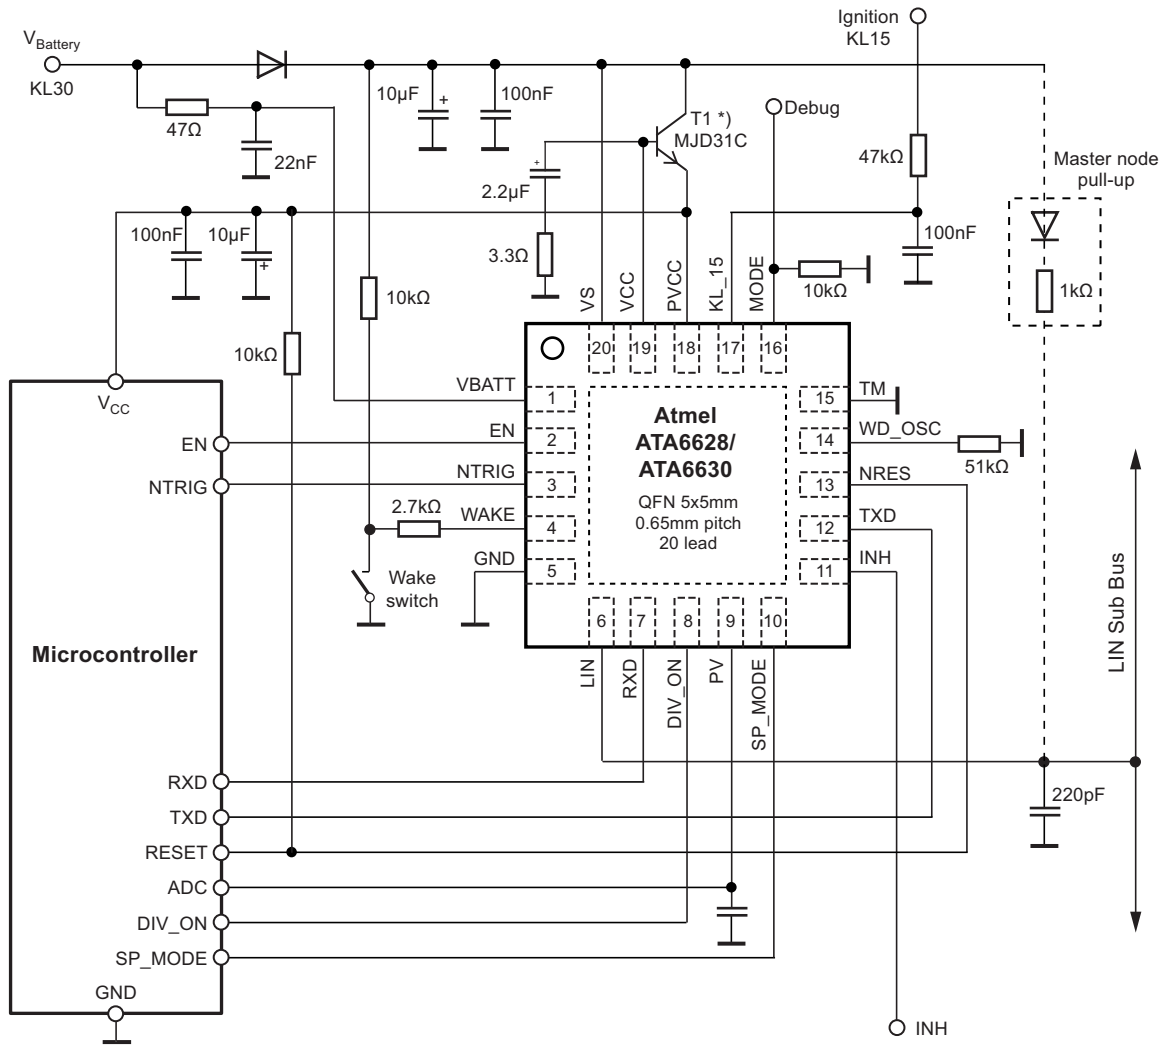 Ignition
KL15
VBattery
KL30
47Ω
22nF
10µF
+
100nF
T1 *)
MJD31C
Debug
47kΩ
Master node
pull-up
+
2.2µF
3.3Ω
100nF
10µF
+
100nF
10kΩ
10kΩ
10kΩ
1kΩ
VS
VCC
PVCC
KL_15
MODE
20
19
18
17
16
VCC
EN
NTRIG
VBATT
EN
NTRIG
2.7kΩ
WAKE
GND
1
2
3
4
5
Atmel
ATA6628/
ATA6630
QFN 5x5mm
0.65mm pitch
20 lead
15
14
13
12
11
TM
WD_OSC
51kΩ
NRES
TXD
INH
Wake
switch
6
7
8
9
10
LIN
RXD
DIV_ON
PV
SP_MODE
LIN Sub Bus
Microcontroller
RXD
TXD
RESET
ADC
DIV_ON
SP_MODE
GND
220pF
INH